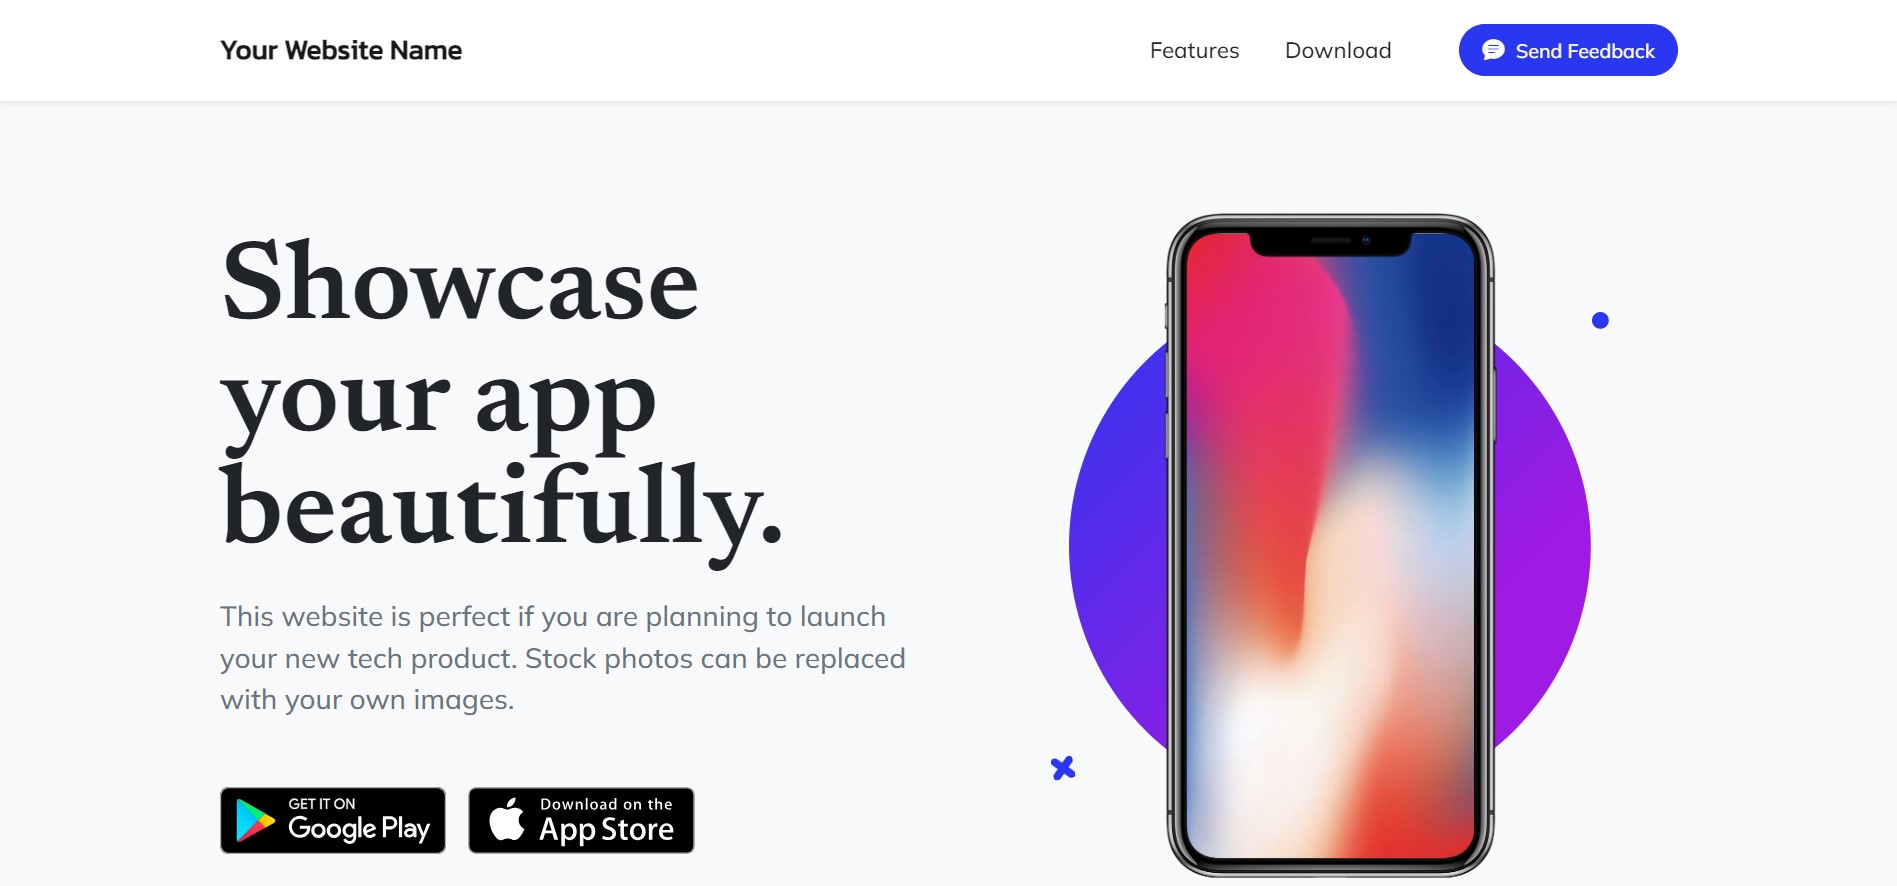 Your Website Name
Features
Download
Send Feedback
Showcase
your app
beautifully.
This website is perfect if you are planning to launch
your new tech product. Stock photos can be replaced
with your own images.
GET IT ON
Google Play
Download on the
App Store